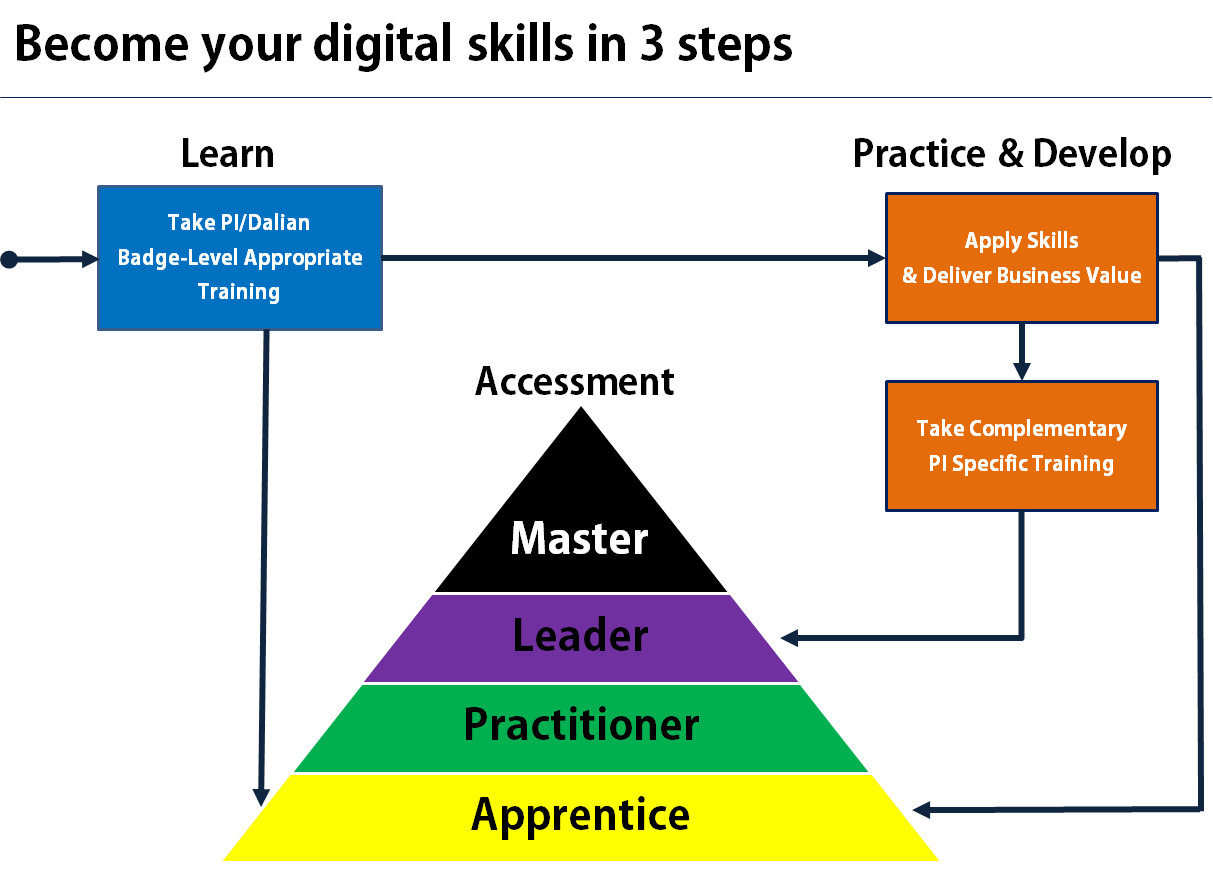 Become your digital skills in 3 steps
Learn
Practice & Develop
Take PI/Dalian
Badge-Level Appropriate
Training
Apply Skills
& Deliver Business Value
Accessment
Take Complementary
PI Specific Training
Master
Leader
Practitioner
Apprentice